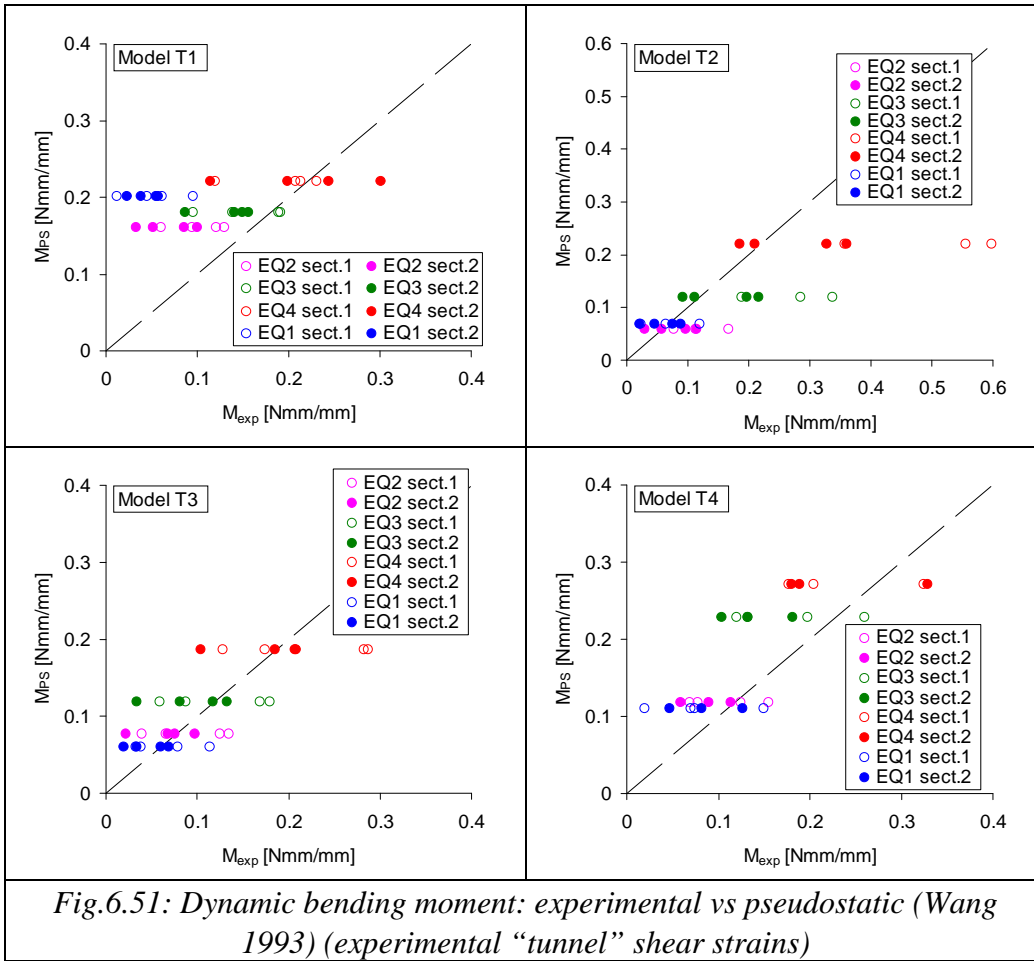 Model T1
0.4
0.3
0.2
0.1
0
0 0.1 0.2 0.3 0.4
MPS [Nmm/mm]
Mexp [Nmm/mm]
EQ2 sect.1 EQ2 sect.2
EQ3 sect.1 EQ3 sect.2
EQ4 sect.1 EQ4 sect.2
EQ1 sect.1 EQ1 sect.2
Model T2
0.6
0.5
0.4
0.3
0.2
0.1
0
0 0.1 0.2 0.3 0.4 0.5 0.6
MPS [Nmm/mm]
Mexp [Nmm/mm]
EQ2 sect.1
EQ2 sect.2
EQ3 sect.1
EQ3 sect.2
EQ4 sect.1
EQ4 sect.2
EQ1 sect.1
EQ1 sect.2
Model T3
0.4
0.3
0.2
0.1
0
0 0.1 0.2 0.3 0.4
MPS [Nmm/mm]
Mexp [Nmm/mm]
EQ2 sect.1
EQ2 sect.2
EQ3 sect.1
EQ3 sect.2
EQ4 sect.1
EQ4 sect.2
EQ1 sect.1
EQ1 sect.2
Model T4
0.4
0.3
0.2
0.1
0
0 0.1 0.2 0.3 0.4
MPS [Nmm/mm]
Mexp [Nmm/mm]
EQ2 sect.1
EQ2 sect.2
EQ3 sect.1
EQ3 sect.2
EQ4 sect.1
EQ4 sect.2
EQ1 sect.1
EQ1 sect.2
Fig.6.51: Dynamic bending moment: experimental vs pseudostatic (Wang
1993) (experimental “tunnel” shear strains)